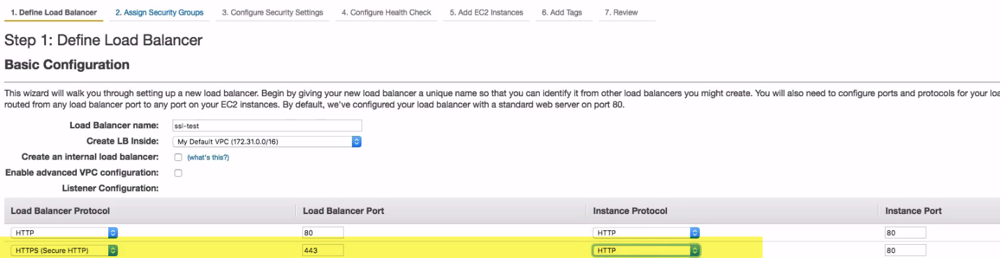 1. Define Load Balancer 2. Assign Security Groups 3. Configure Security Settings 4. Configure Health Check 5. Add EC2 Instances 6. Add Tags 7. Review
Step 1: Define Load Balancer
Basic Configuration
This wizard will walk you through setting up a new load balancer. Begin by giving your new load balancer a unique name so that you can identify it from other load balancers you might create. You will also need to configure ports and protocols for your
routed from any load balancer port to any port on your EC2 instances. By default, we've configured your load balancer with a standard web server on port 80.
Load Balancer name: ssl-test
Create LB Inside: My Default VPC (172.31.0.0/16)
Create an internal load balancer: (what's this?)
Enable advanced VPC configuration:
Listener Configuration:
Load Balancer Protocol Load Balancer Port Instance Protocol Instance Port
HTTP 80 HTTP 80
HTTPS (Secure HTTP) 443 HTTP 80